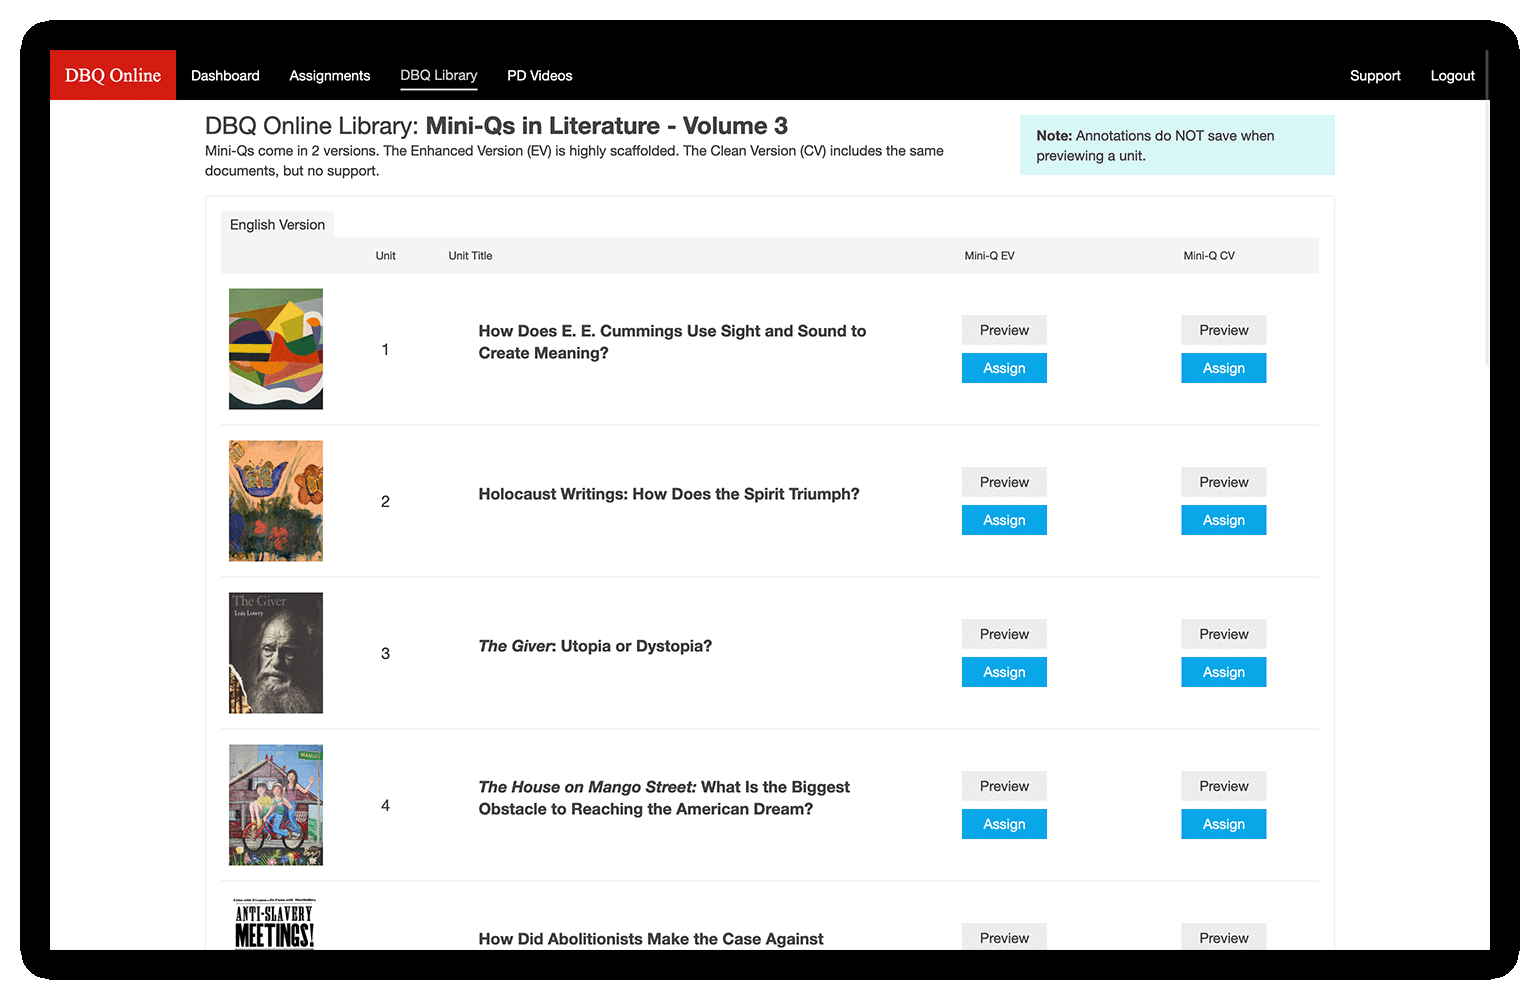 DBQ Online Dashboard Assignments DBQ Library PD Videos Support Logout
DBQ Online Library: Mini-Qs in Literature - Volume 3
Mini-Qs come in 2 versions. The Enhanced Version (EV) is highly scaffolded. The Clean Version (CV) includes the same
documents, but no support.
Note: Annotations do NOT save when
previewing a unit.
English Version
Unit Unit Title Mini-Q EV Mini-Q CV
1
How Does E. E. Cummings Use Sight and Sound to
Create Meaning?
Preview Preview
Assign Assign
2
Holocaust Writings: How Does the Spirit Triumph?
Preview Preview
Assign Assign
The Giver
Lois Lowry
3
The Giver: Utopia or Dystopia?
Preview Preview
Assign Assign
MANGO
4
The House on Mango Street: What Is the Biggest
Obstacle to Reaching the American Dream?
Preview Preview
Assign Assign
ANTI-SLAVERY
MEETINGS!
How Did Abolitionists Make the Case Against
Preview Preview